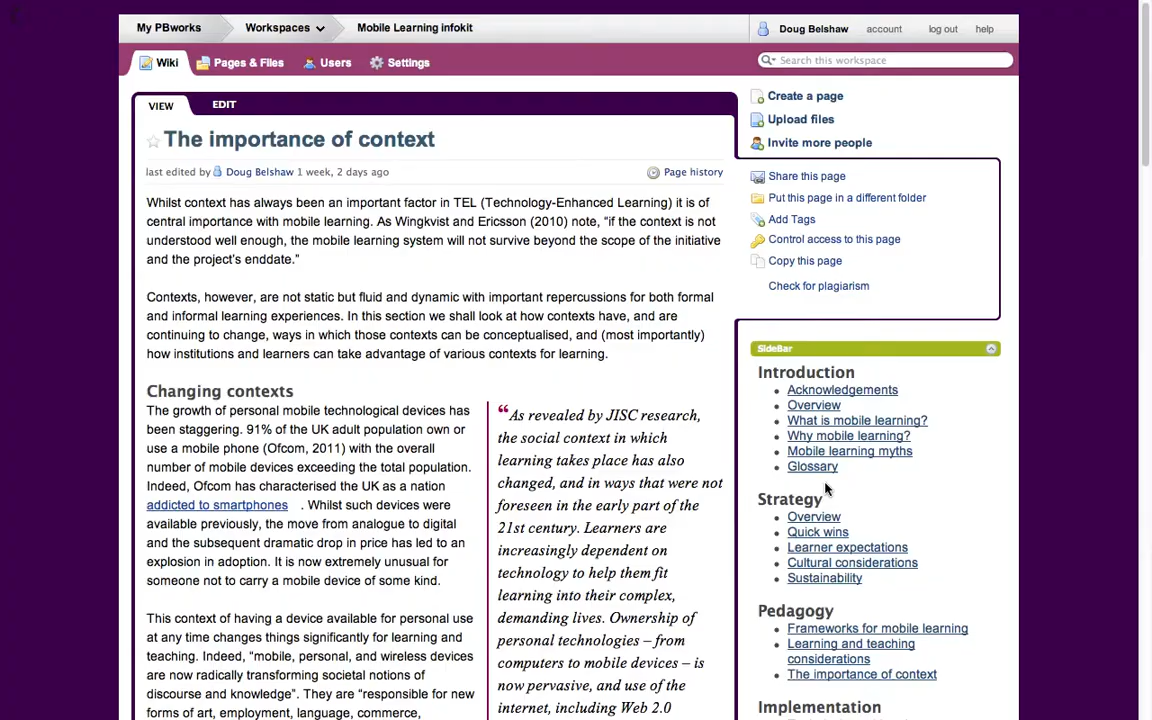 My PBworks
Workspaces
Mobile Learning infokit
Doug Belshaw
account
log out
help
Wiki
Pages & Files
Users
Settings
Search this workspace
VIEW
EDIT
The importance of context
last edited by Doug Belshaw 1 week, 2 days ago
Page history
Whilst context has always been an important factor in TEL (Technology-Enhanced Learning) it is of
central importance with mobile learning. As Wingkvist and Ericsson (2010) note, "if the context is not
understood well enough, the mobile learning system will not survive beyond the scope of the initiative
and the project's enddate."
Contexts, however, are not static but fluid and dynamic with important repercussions for both formal
and informal learning experiences. In this section we shall look at how contexts have, and are
continuing to change, ways in which those contexts can be conceptualised, and (most importantly)
how institutions and learners can take advantage of various contexts for learning.
Changing contexts
The growth of personal mobile technological devices has
been staggering. 91% of the UK adult population own or
use a mobile phone (Ofcom, 2011) with the overall
number of mobile devices exceeding the total population.
Indeed, Ofcom has characterised the UK as a nation
addicted to smartphones . Whilst such devices were
available previously, the move from analogue to digital
and the subsequent dramatic drop in price has led to an
explosion in adoption. It is now extremely unusual for
someone not to carry a mobile device of some kind.
This context of having a device available for personal use
at any time changes things significantly for learning and
teaching. Indeed, "mobile, personal, and wireless devices
are now radically transforming societal notions of
discourse and knowledge". They are "responsible for new
forms of art, employment, language, commerce,
“As revealed by JISC research,
the social context in which
learning takes place has also
changed, and in ways that were not
foreseen in the early part of the
21st century. Learners are
increasingly dependent on
technology to help them fit
learning into their complex,
demanding lives. Ownership of
personal technologies – from
computers to mobile devices – is
now pervasive, and use of the
internet, including Web 2.0
Create a page
Upload files
Invite more people
Share this page
Put this page in a different folder
Add Tags
Control access to this page
Copy this page
Check for plagiarism
SideBar
Introduction
Acknowledgements
Overview
What is mobile learning?
Why mobile learning?
Mobile learning myths
Glossary
Strategy
Overview
Quick wins
Learner expectations
Cultural considerations
Sustainability
Pedagogy
Frameworks for mobile learning
Learning and teaching
considerations
The importance of context
Implementation